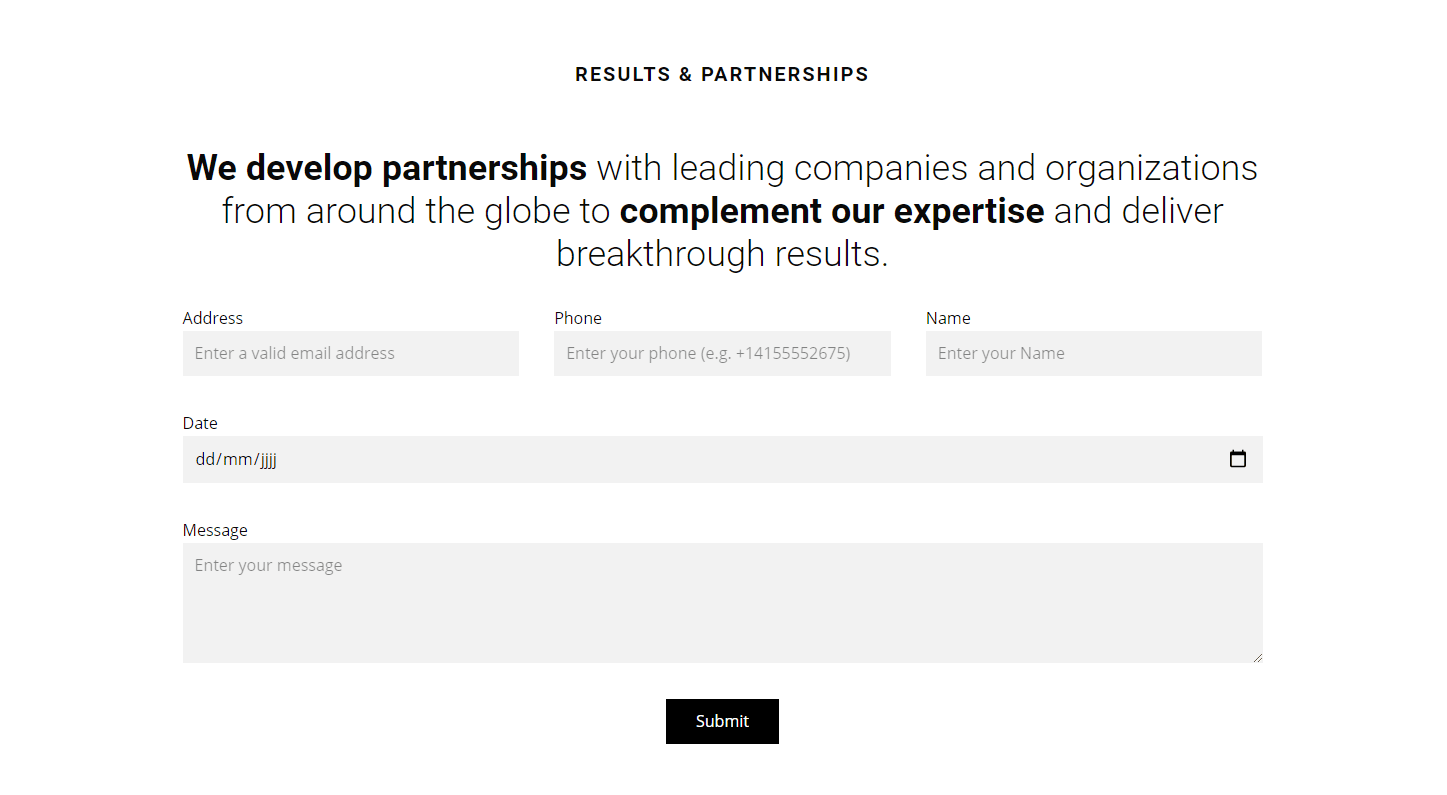 RESULTS & PARTNERSHIPS
We develop partnerships with leading companies and organizations
from around the globe to complement our expertise and deliver
breakthrough results.
Address
Phone
Name
Enter a valid email address
Enter your phone (e.g. +14155552675)
Enter your Name
Date
dd/mm/jjjj
Message
Enter your message
Submit